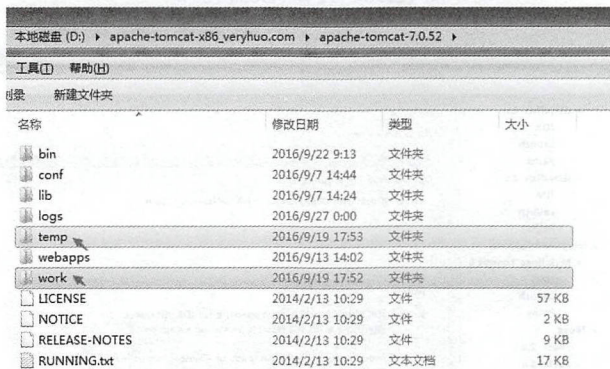 本地磁盘 (D:) ▸ apache-tomcat-x86_veryhuo.com ▸ apache-tomcat-7.0.52 ▸
工具(T) 帮助(H)
刻录 新建文件夹
名称 修改日期 类型 大小
bin 2016/9/22 9:13 文件夹
conf 2016/9/7 14:44 文件夹
lib 2016/9/7 14:24 文件夹
logs 2016/9/27 0:00 文件夹
temp 2016/9/19 17:53 文件夹
webapps 2016/9/13 14:02 文件夹
work 2016/9/19 17:52 文件夹
LICENSE 2014/2/13 10:29 文件 57 KB
NOTICE 2014/2/13 10:29 文件 2 KB
RELEASE-NOTES 2014/2/13 10:29 文件 9 KB
RUNNING.txt 2014/2/13 10:29 文本文档 17 KB